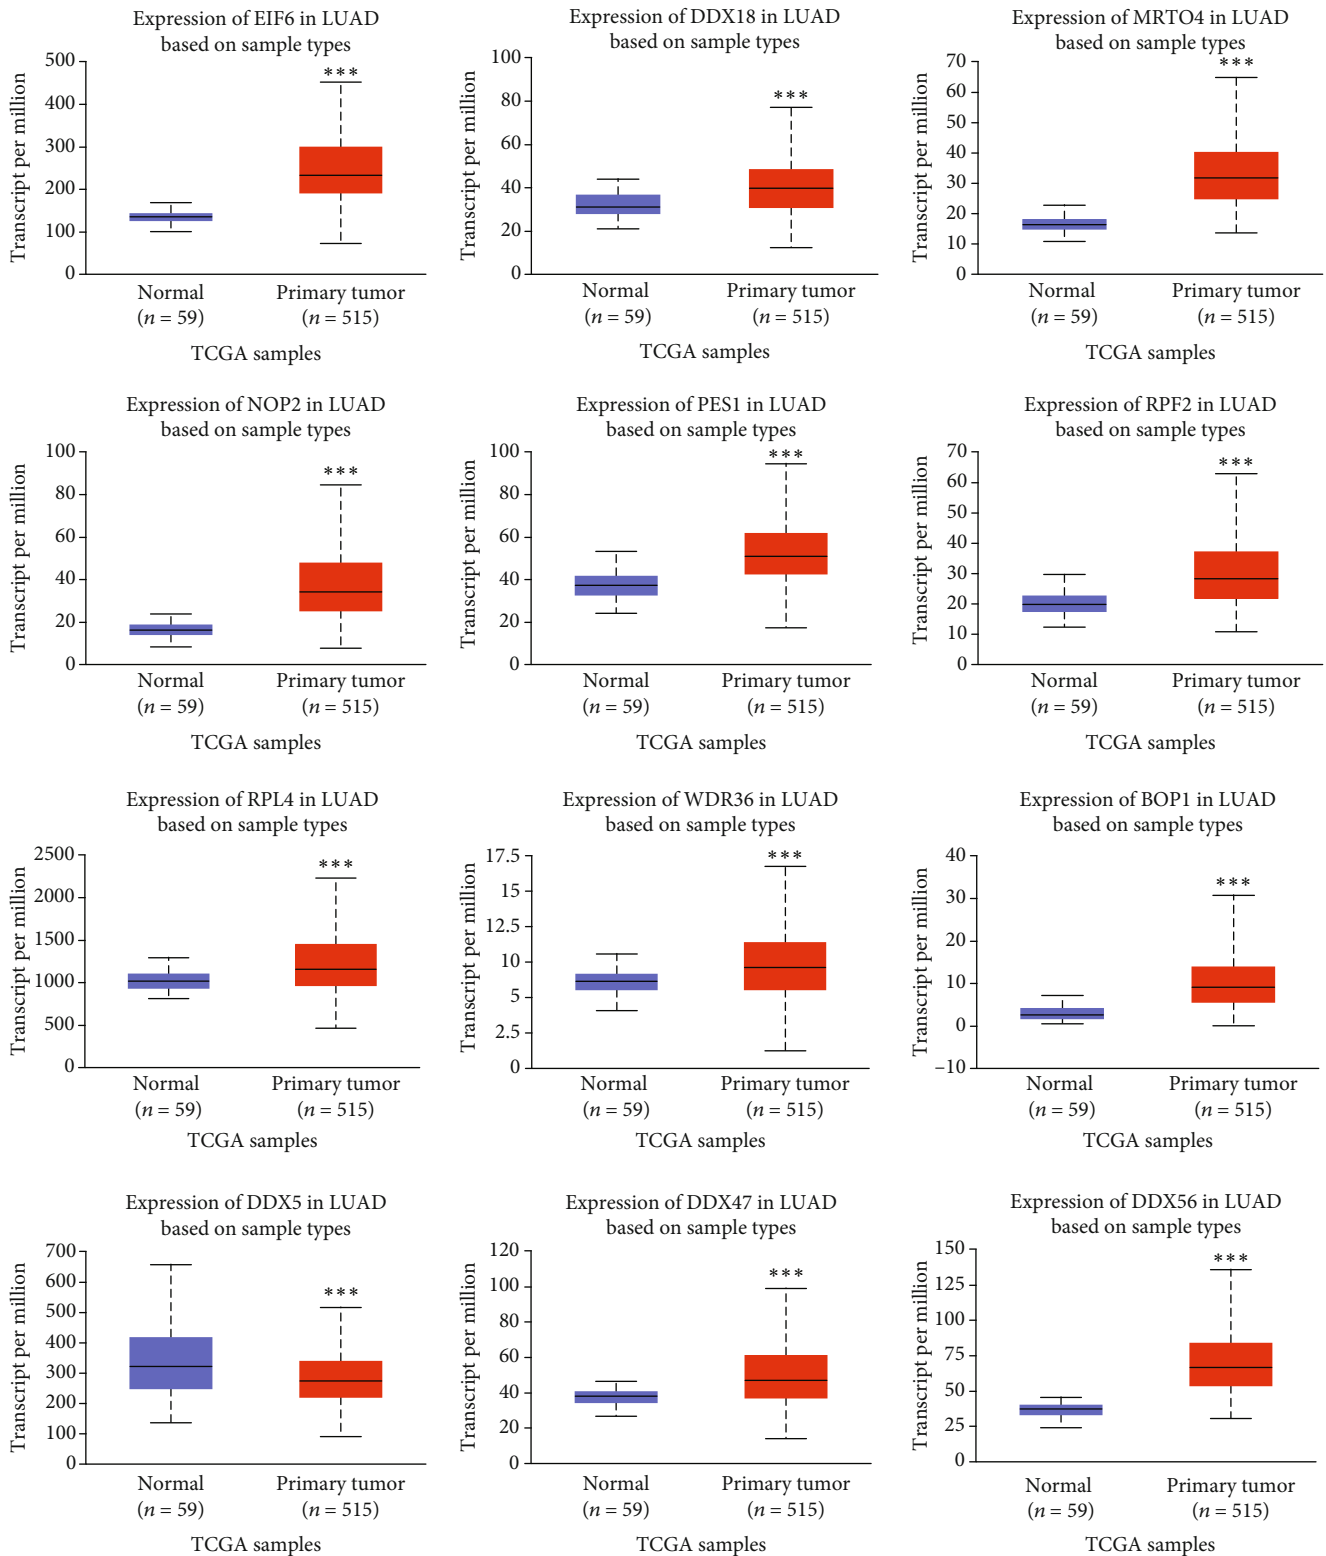 Expression of EIF6 in LUAD
based on sample types
Transcript per million
500
400
300
200
100
0
***
Normal
(n = 59)
Primary tumor
(n = 515)
TCGA samples
Expression of DDX18 in LUAD
based on sample types
Transcript per million
100
80
60
40
20
0
***
Normal
(n = 59)
Primary tumor
(n = 515)
TCGA samples
Expression of MRTO4 in LUAD
based on sample types
Transcript per million
70
60
50
40
30
20
10
0
***
Normal
(n = 59)
Primary tumor
(n = 515)
TCGA samples
Expression of NOP2 in LUAD
based on sample types
Transcript per million
100
80
60
40
20
0
***
Normal
(n = 59)
Primary tumor
(n = 515)
TCGA samples
Expression of PES1 in LUAD
based on sample types
Transcript per million
100
80
60
40
20
0
***
Normal
(n = 59)
Primary tumor
(n = 515)
TCGA samples
Expression of RPF2 in LUAD
based on sample types
Transcript per million
70
60
50
40
30
20
10
0
***
Normal
(n = 59)
Primary tumor
(n = 515)
TCGA samples
Expression of RPL4 in LUAD
based on sample types
Transcript per million
2500
2000
1500
1000
500
0
***
Normal
(n = 59)
Primary tumor
(n = 515)
TCGA samples
Expression of WDR36 in LUAD
based on sample types
Transcript per million
17.5
15
12.5
10
5
2.5
0
***
Normal
(n = 59)
Primary tumor
(n = 515)
TCGA samples
Expression of BOP1 in LUAD
based on sample types
Transcript per million
40
30
20
10
0
−10
***
Normal
(n = 59)
Primary tumor
(n = 515)
TCGA samples
Expression of DDX5 in LUAD
based on sample types
Transcript per million
700
600
500
400
300
200
100
0
***
Normal
(n = 59)
Primary tumor
(n = 515)
TCGA samples
Expression of DDX47 in LUAD
based on sample types
Transcript per million
120
100
80
60
40
20
0
***
Normal
(n = 59)
Primary tumor
(n = 515)
TCGA samples
Expression of DDX56 in LUAD
based on sample types
Transcript per million
150
125
100
75
50
25
0
***
Normal
(n = 59)
Primary tumor
(n = 515)
TCGA samples